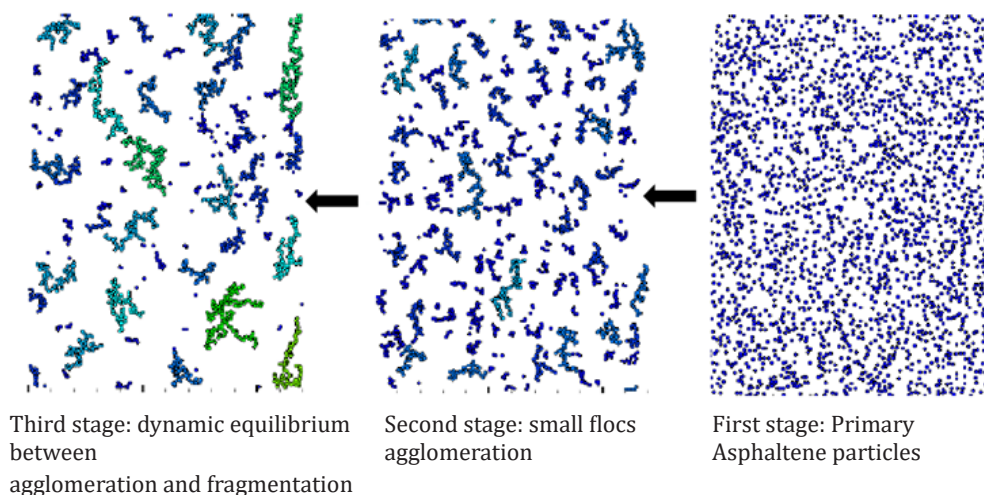 Third stage: dynamic equilibrium
between
agglomeration and fragmentation
Second stage: small flocs
agglomeration
First stage: Primary
Asphaltene particles